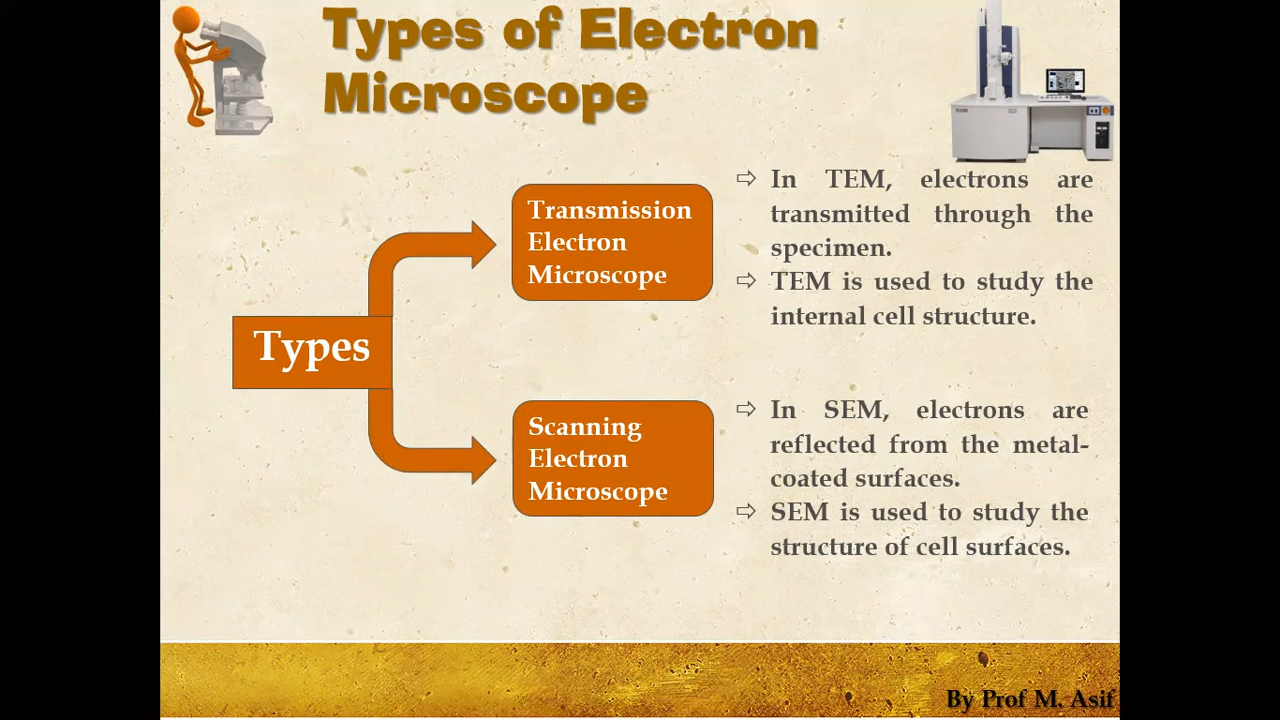 Types of Electron
Microscope
Transmission
Electron
Microscope
⇨ In TEM, electrons are
transmitted through the
specimen.
⇨ TEM is used to study the
internal cell structure.
Types
Scanning
Electron
Microscope
⇨ In SEM, electrons are
reflected from the metal-
coated surfaces.
⇨ SEM is used to study the
structure of cell surfaces.
By Prof M. Asif